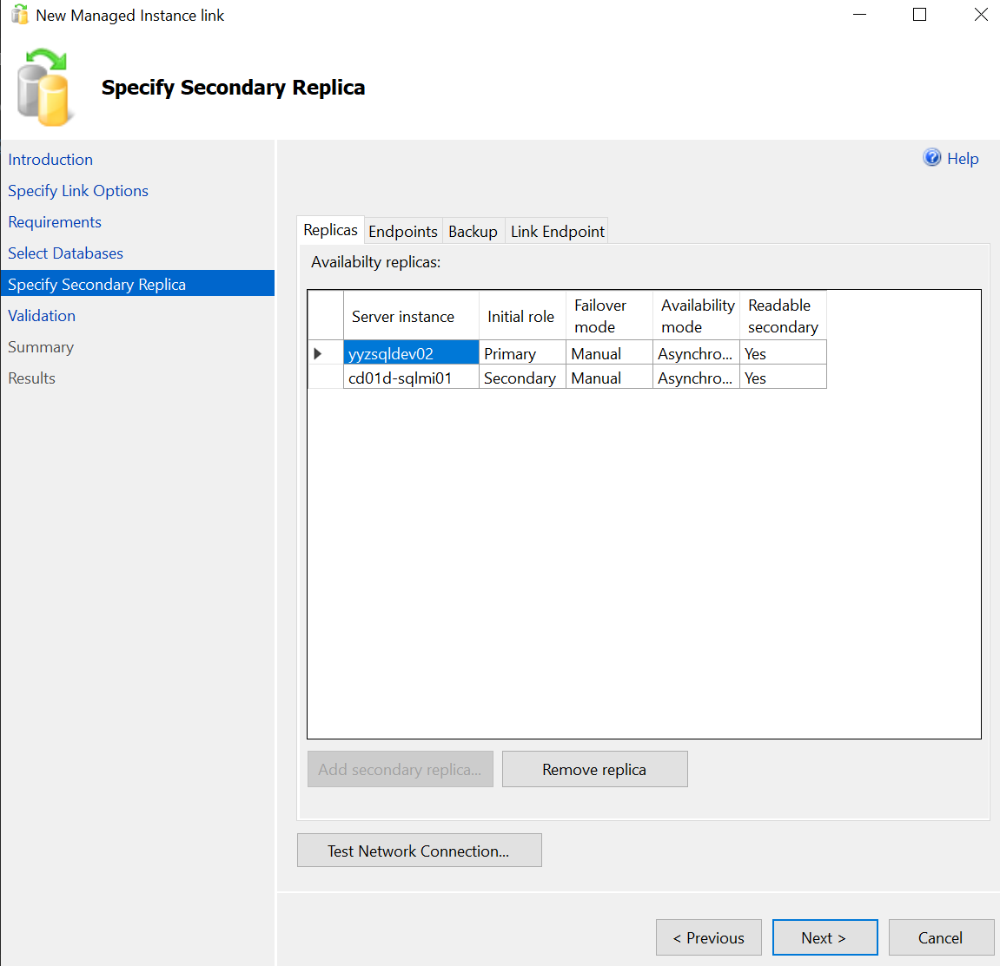 New Managed Instance link
Specify Secondary Replica
Introduction
Specify Link Options
Requirements
Select Databases
Specify Secondary Replica
Validation
Summary
Results
Help
Replicas Endpoints Backup Link Endpoint
Availabilty replicas:
Server instance Initial role Failover mode Availability mode Readable secondary
yyzsqldev02 Primary Manual Asynchro... Yes
cd01d-sqlmi01 Secondary Manual Asynchro... Yes
Add secondary replica... Remove replica
Test Network Connection...
< Previous Next > Cancel